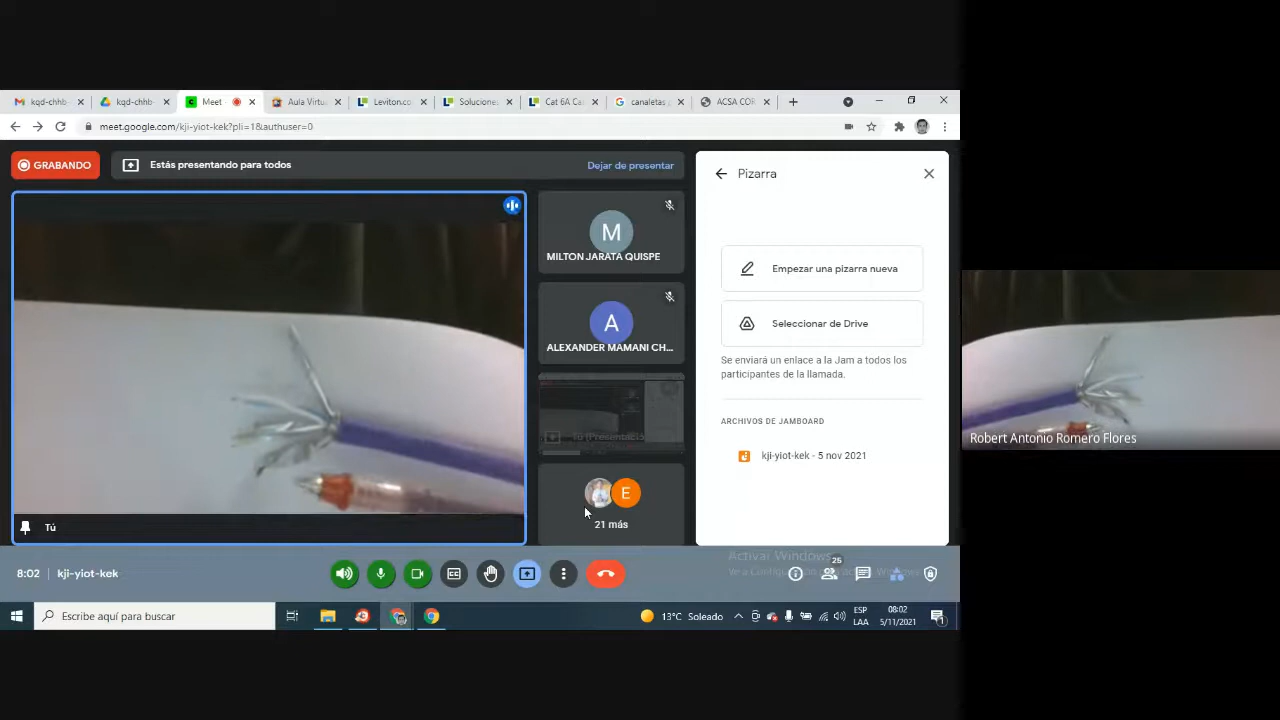 kqd-chhb
kqd-chhb
Meet
Aula Virtu
Leviton.co
Solucione
Cat 6A Ca
canaletas
ACSA COR
meet.google.com/kji-yiot-kek?pli=1&authuser=0
GRABANDO
Estás presentando para todos
Dejar de presentar
Pizarra
M
MILTON JARATA QUISPE
Empezar una pizarra nueva
A
ALEXANDER MAMANI CH...
Seleccionar de Drive
Se enviará un enlace a la Jam a todos los
participantes de la llamada.
Tú (Presentació
ARCHIVOS DE JAMBOARD
kji-yiot-kek - 5 nov 2021
E
21 más
Tú
Robert Antonio Romero Flores
Activar Windows
8:02 | kji-yiot-kek
25
Escribe aquí para buscar
13°C Soleado
ESP
LAA
08:02
5/11/2021
1